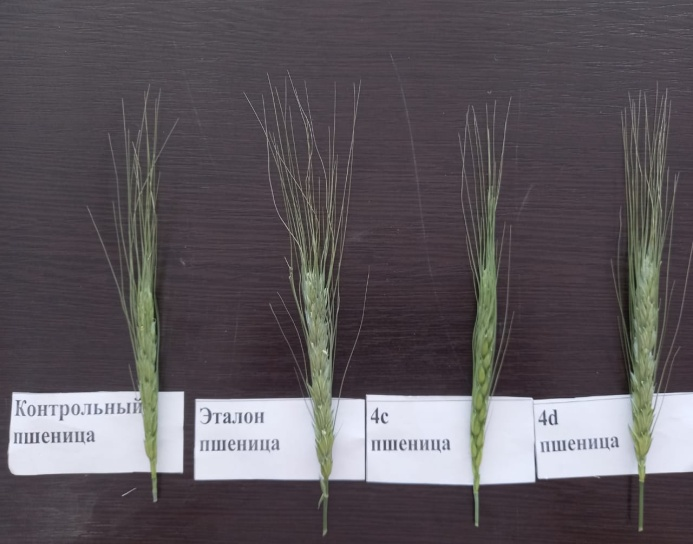 Контрольный
пшеница
Эталон
пшеница
4c
пшеница
4d
пшеница